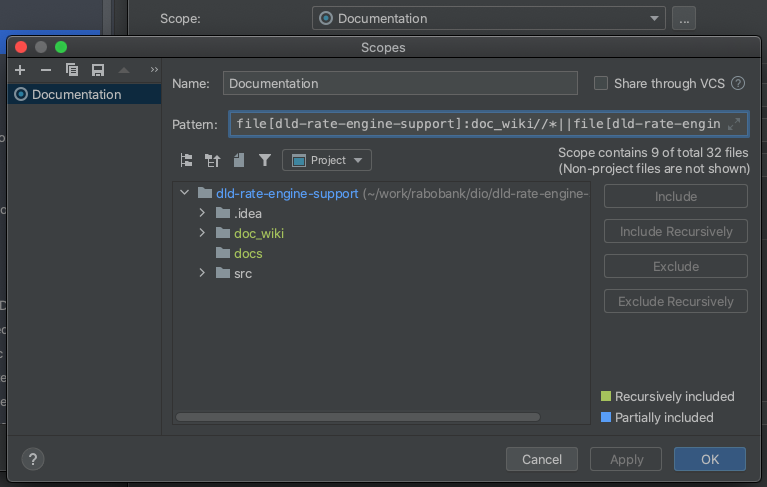 Scope:
Documentation
...
Scopes
»
Documentation
Name:
Documentation
Share through VCS
?
Pattern:
file[dld-rate-engine-support]:doc_wiki//*||file[dld-rate-engin
Project
Scope contains 9 of total 32 files
(Non-project files are not shown)
dld-rate-engine-support (~/work/rabobank/dio/dld-rate-engine-
.idea
doc_wiki
docs
src
Include
Include Recursively
Exclude
Exclude Recursively
Recursively included
Partially included
?
Cancel
Apply
OK